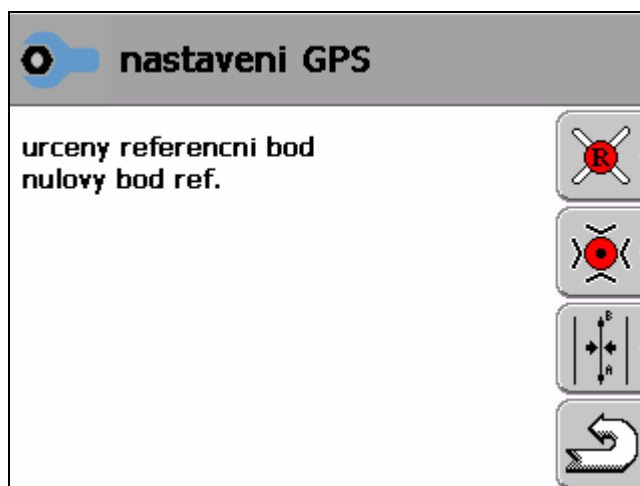 nastaveni GPS
urceny referencni bod
nulovy bod ref.
R
B
A